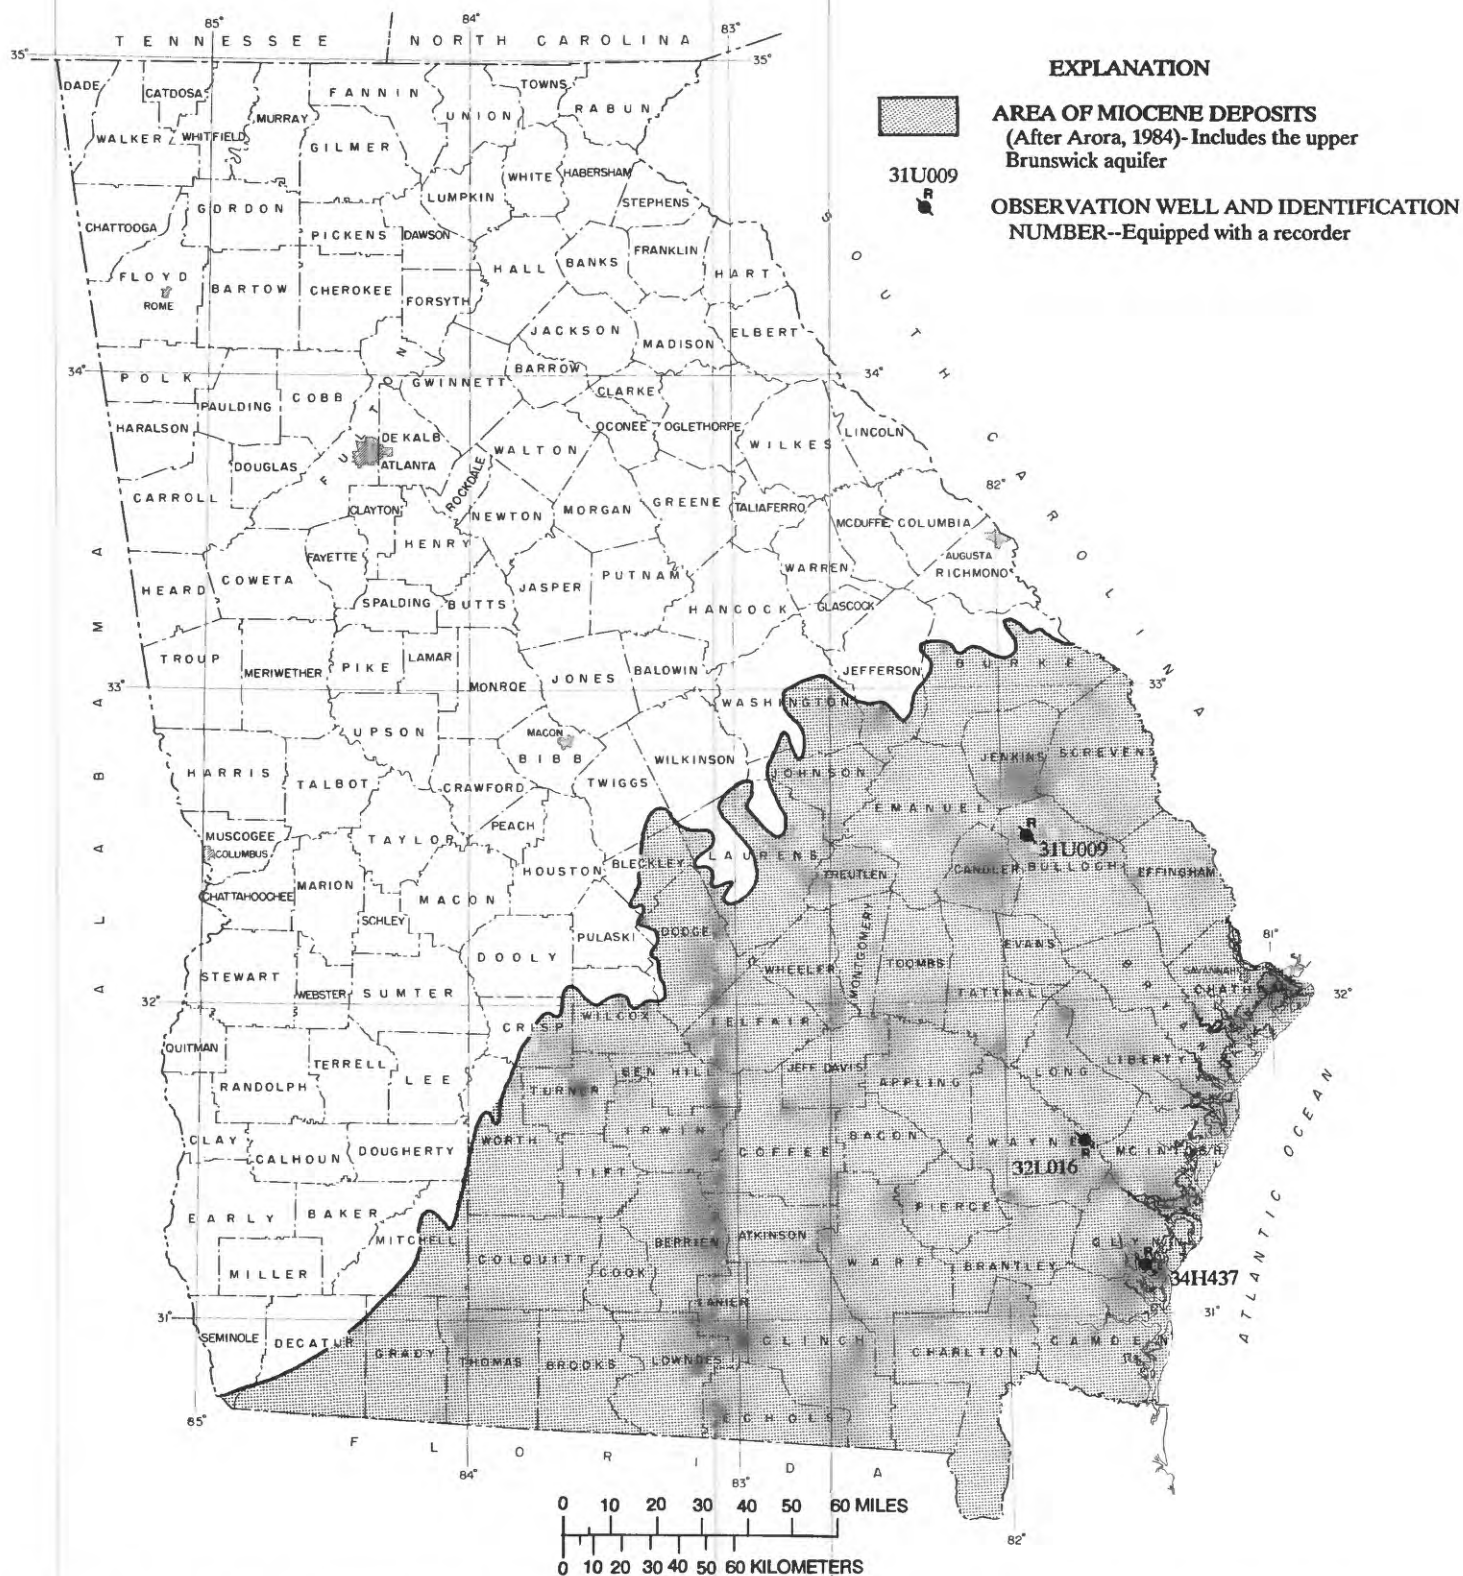 85°
84°
83°
TENNESSEE
NORTH CAROLINA
35°
35°
EXPLANATION
AREA OF MIOCENE DEPOSITS
(After Arora, 1984)- Includes the upper
Brunswick aquifer
31U009
R
OBSERVATION WELL AND IDENTIFICATION
NUMBER--Equipped with a recorder
DADE
CATOOSA
FANNIN
TOWNS
RABUN
UNION
MURRAY
WALKER
WHITFIELD
GILMER
WHITE
HABERSHAM
LUMPKIN
STEPHENS
GORDON
CHATTOOGA
PICKENS
DAWSON
BANKS
FRANKLIN
HALL
HART
FLOYD
ROME
BARTOW
CHEROKEE
FORSYTH
JACKSON
MADISON
ELBERT
SOUTH CAROLINA
34°
34°
POLK
BARROW
GWINNETT
CLARKE
COBB
PAULDING
FULTON
HARALSON
OCONEE
OGLETHORPE
DE KALB
WALTON
WILKES
LINCOLN
DOUGLAS
ATLANTA
ROCKDALE
82°
CARROLL
CLAYTON
NEWTON
MORGAN
GREENE
TALIAFERRO
MCDUFFIE
COLUMBIA
HENRY
FAYETTE
AUGUSTA
RICHMOND
WARREN
COWETA
HEARD
JASPER
PUTNAM
SPALDING
BUTTS
HANCOCK
GLASCOCK
ALABAMA
TROUP
MERIWETHER
PIKE
LAMAR
BALDWIN
JEFFERSON
BURKE
33°
33°
MONROE
JONES
WASHINGTON
UPSON
MACON
BIBB
WILKINSON
JENKINS
SCREVEN
HARRIS
TALBOT
CRAWFORD
TWIGGS
JOHNSON
EMANUEL
PEACH
MUSCOGEE
COLUMBUS
TAYLOR
R
31U009
HOUSTON
BLECKLEY
LAURENS
TREUTLEN
CANDLER
BULLOCH
EFFINGHAM
MARION
CHATTAHOOCHEE
MACON
SCHLEY
PULASKI
DODGE
MONTGOMERY
EVANS
81°
DOOLY
STEWART
WHEELER
TOOMBS
BRYAN
SAVANNAH
CHATHAM
WEBSTER
SUMTER
TATTNALL
32°
32°
CRISP
WILCOX
TELFAIR
QUITMAN
TERRELL
RANDOLPH
LEE
TURNER
BEN HILL
JEFF DAVIS
APPLING
LONG
LIBERTY
CLAY
CALHOUN
DOUGHERTY
WORTH
IRWIN
COFFEE
BACON
WAYNE
R
32L016
MC INTOSH
TIFT
EARLY
BAKER
MITCHELL
PIERCE
ATLANTIC OCEAN
COLQUITT
BERRIEN
ATKINSON
WARE
GLYNN
R
34H437
MILLER
COOK
BRANTLEY
LANIER
31°
31°
SEMINOLE
DECATUR
GRADY
THOMAS
BROOKS
LOWNDES
CLINCH
CHARLTON
CAMDEN
ECHOLS
85°
FLORIDA
84°
83°
82°
0 10 20 30 40 50 60 MILES
0 10 20 30 40 50 60 KILOMETERS